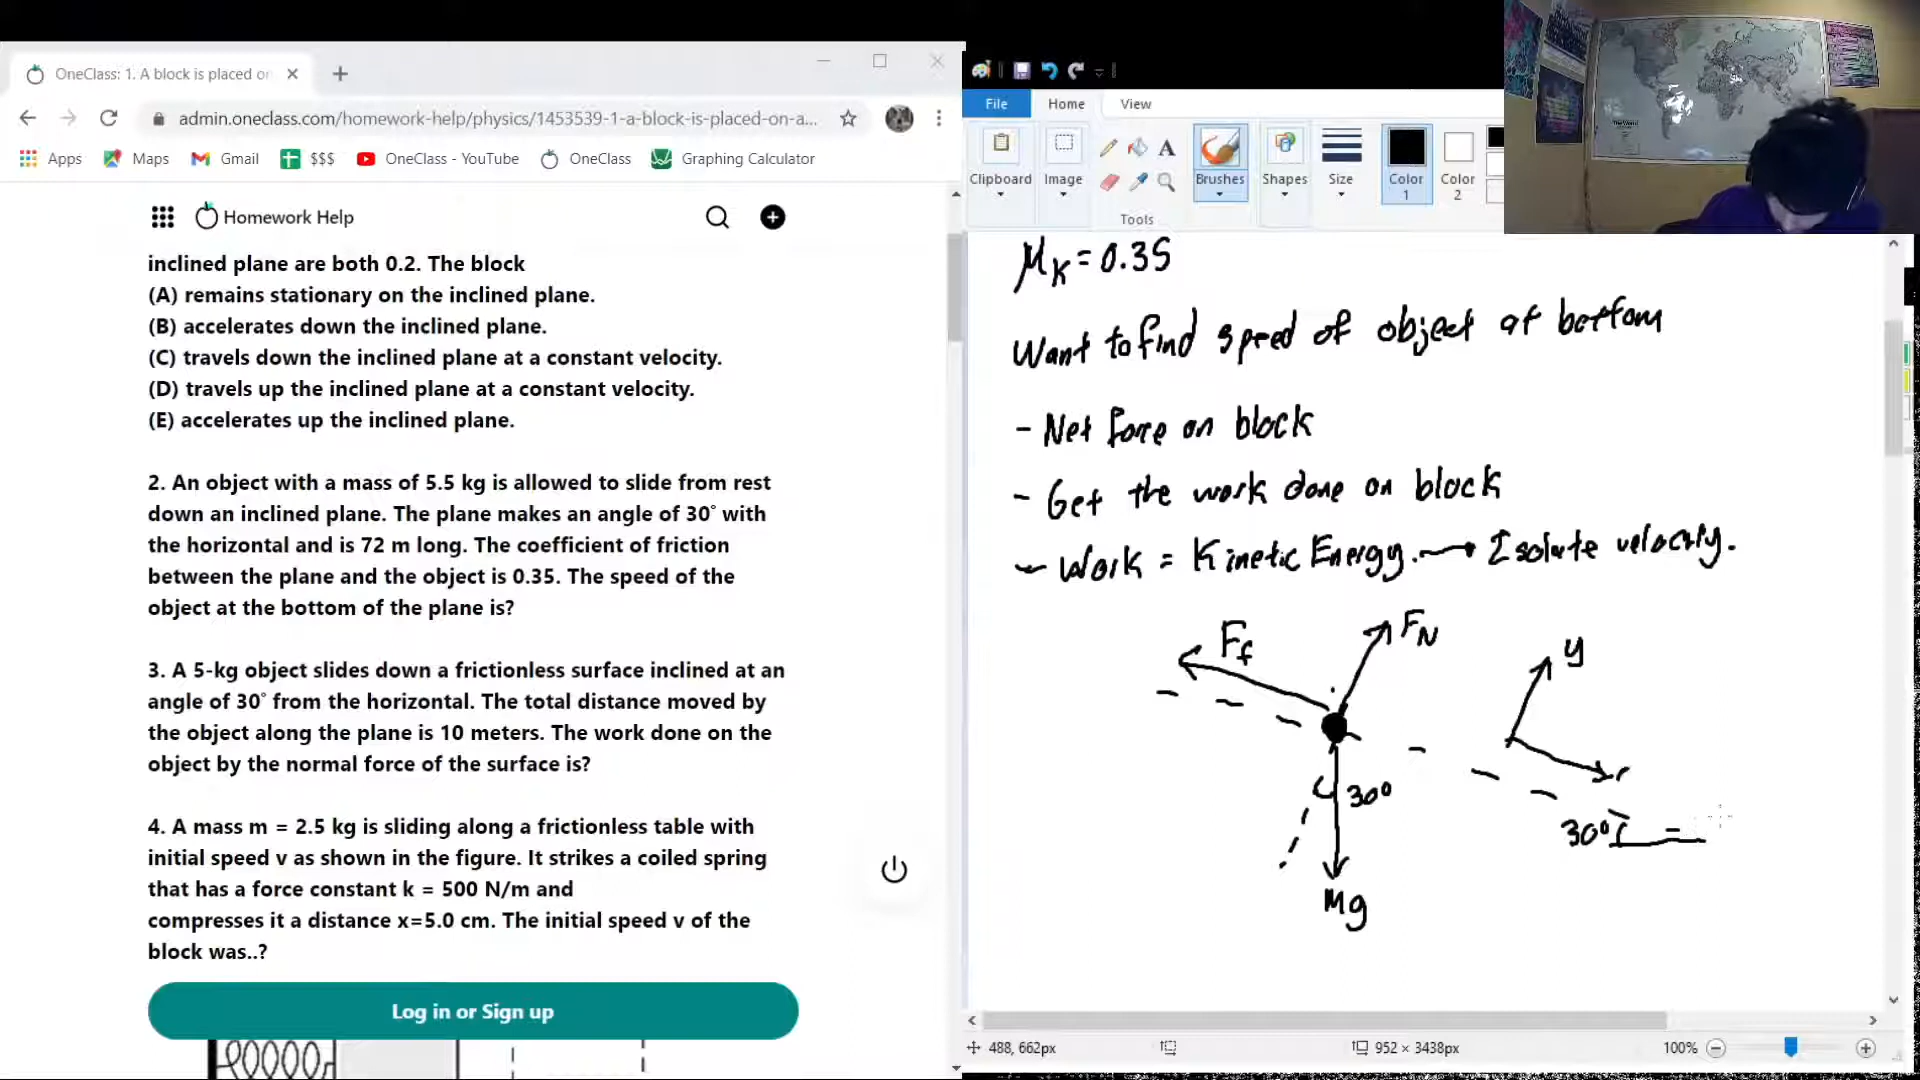 OneClass: 1. A block is placed on
admin.oneclass.com/homework-help/physics/1453539-1-a-block-is-placed-on-a...
Apps Maps Gmail $$$ OneClass - YouTube OneClass Graphing Calculator
Homework Help
inclined plane are both 0.2. The block
(A) remains stationary on the inclined plane.
(B) accelerates down the inclined plane.
(C) travels down the inclined plane at a constant velocity.
(D) travels up the inclined plane at a constant velocity.
(E) accelerates up the inclined plane.
2. An object with a mass of 5.5 kg is allowed to slide from rest
down an inclined plane. The plane makes an angle of 30° with
the horizontal and is 72 m long. The coefficient of friction
between the plane and the object is 0.35. The speed of the
object at the bottom of the plane is?
3. A 5-kg object slides down a frictionless surface inclined at an
angle of 30° from the horizontal. The total distance moved by
the object along the plane is 10 meters. The work done on the
object by the normal force of the surface is?
4. A mass m = 2.5 kg is sliding along a frictionless table with
initial speed v as shown in the figure. It strikes a coiled spring
that has a force constant k = 500 N/m and
compresses it a distance x=5.0 cm. The initial speed v of the
block was..?
Log in or Sign up
File Home View
Clipboard Image Brushes Shapes Size Color 1 Color 2
Tools
μk = 0.35
Want to find speed of object at bottom
- Net force on block
- Get the work done on block
- Work = Kinetic Energy. → Isolate velocity.
Ff
FN
y
30°
30°
Mg
488, 662px
952 × 3438px
100%